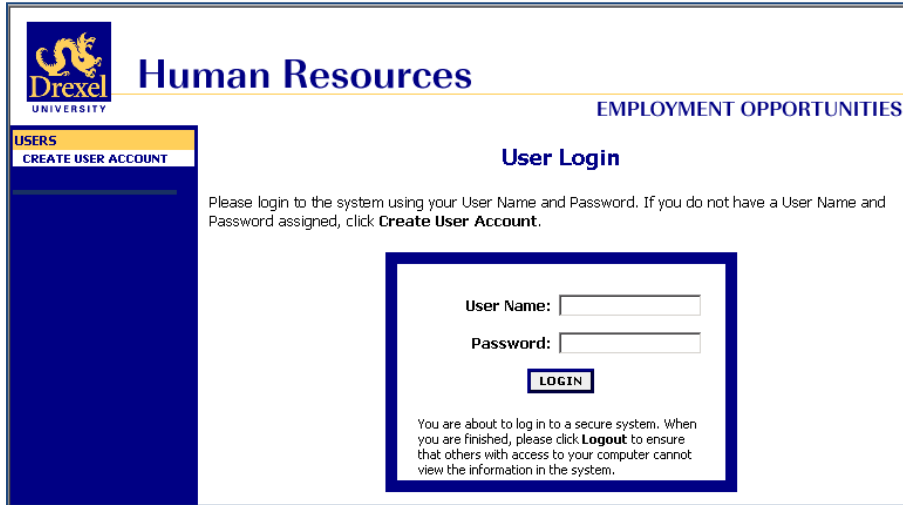 Drexel
UNIVERSITY
Human Resources
EMPLOYMENT OPPORTUNITIES
USERS
CREATE USER ACCOUNT
User Login
Please login to the system using your User Name and Password. If you do not have a User Name and
Password assigned, click Create User Account.
User Name:
Password:
LOGIN
You are about to log in to a secure system. When
you are finished, please click Logout to ensure
that others with access to your computer cannot
view the information in the system.